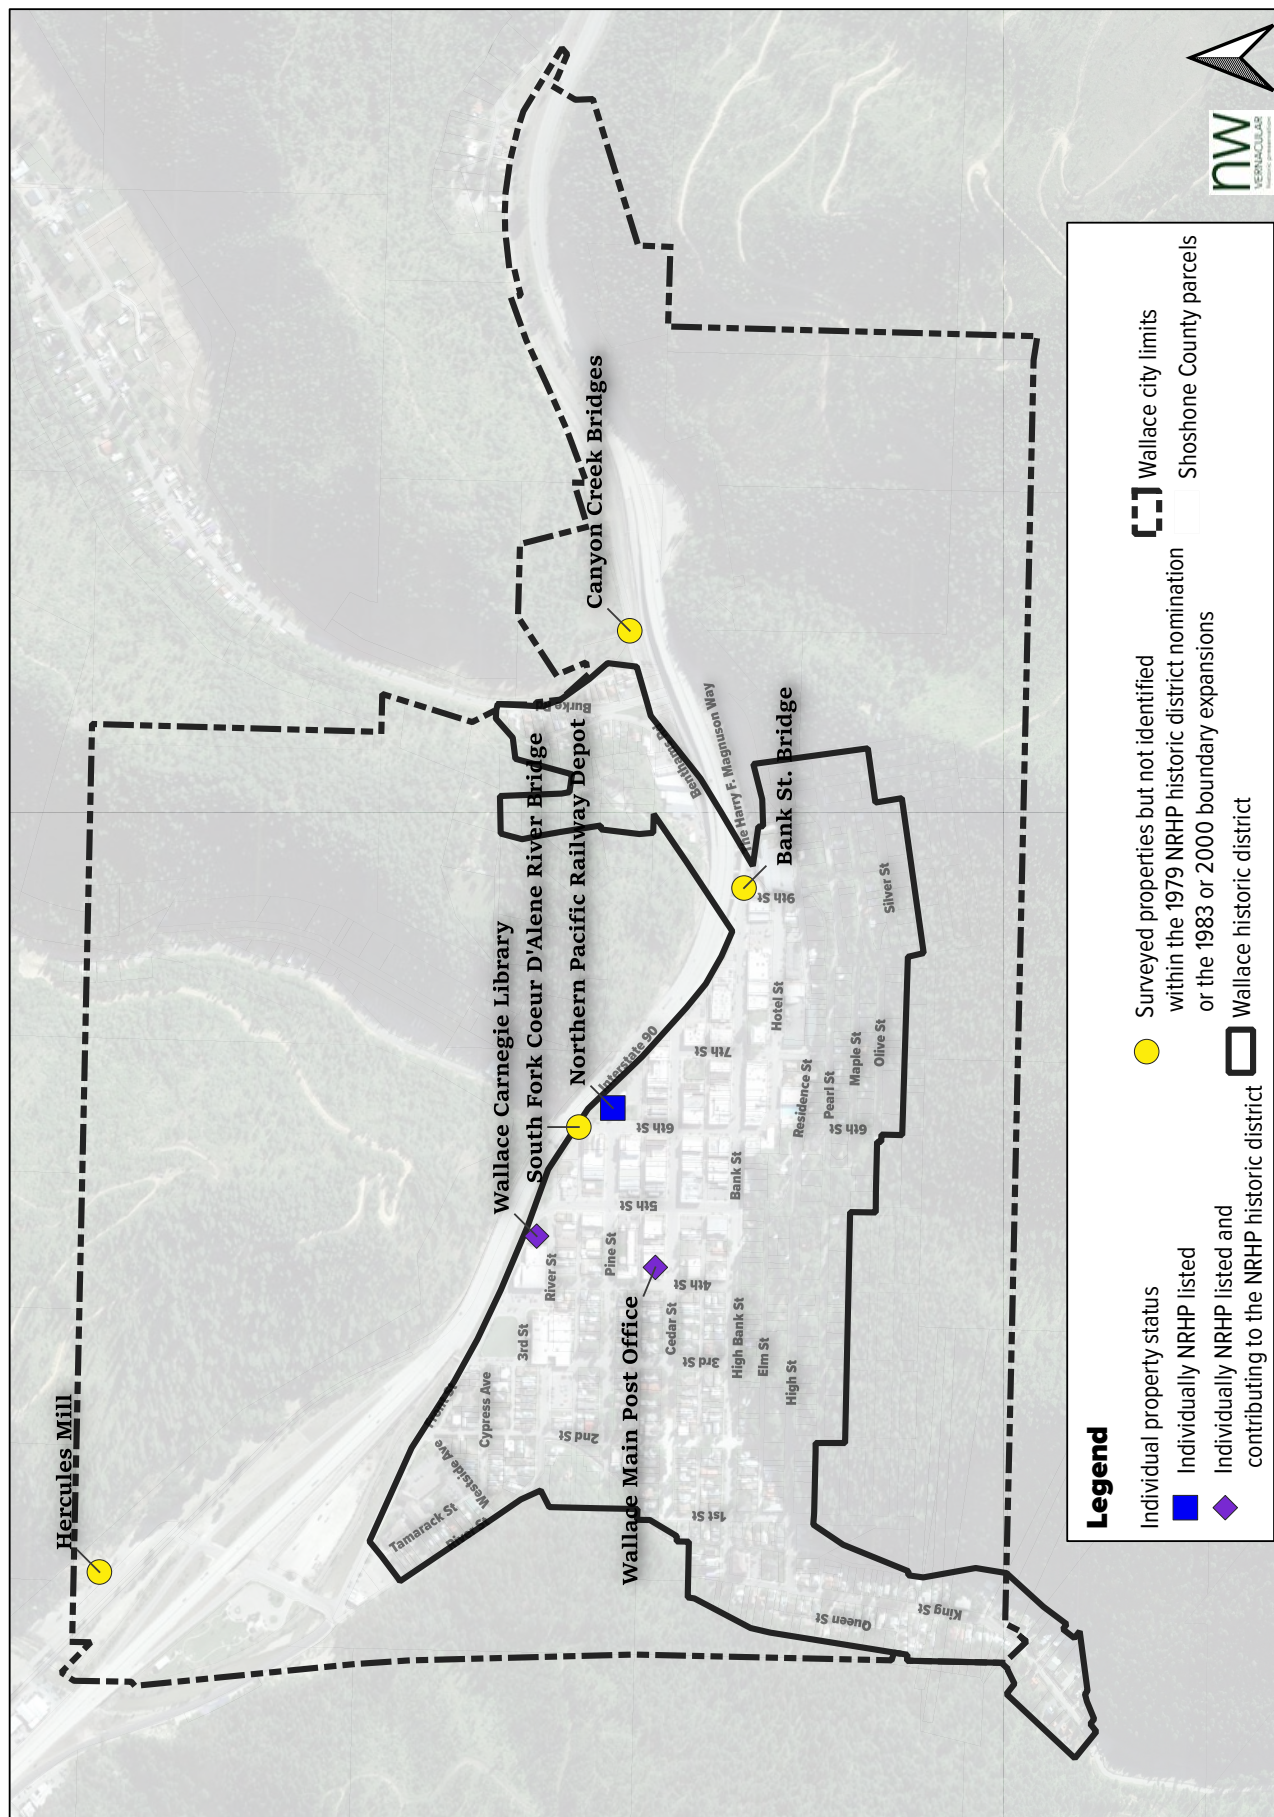 Hercules Mill
Wallace Carnegie Library
South Fork Coeur D'Alene River Bridge
Northern Pacific Railway Depot
Canyon Creek Bridges
Bank St. Bridge
Wallace Main Post Office
Tamarack St
River St
Westside Ave
Cypress Ave
2nd St
1st St
3rd St
River St
Pine St
Cedar St
4th St
3rd St
5th St
6th St
7th St
Interstate 90
High Bank St
Elm St
High St
Bank St
Residence St
Pearl St
6th St
Maple St
Olive St
Hotel St
9th St
Silver St
The Harry F. Magnuson Way
Queen St
King St
Legend
Individual property status
Individually NRHP listed
Individually NRHP listed and
contributing to the NRHP historic district
Surveyed properties but not identified
within the 1979 NRHP historic district nomination
or the 1983 or 2000 boundary expansions
Wallace historic district
Wallace city limits
Shoshone County parcels
nw
VERNACULAR
historic preservation